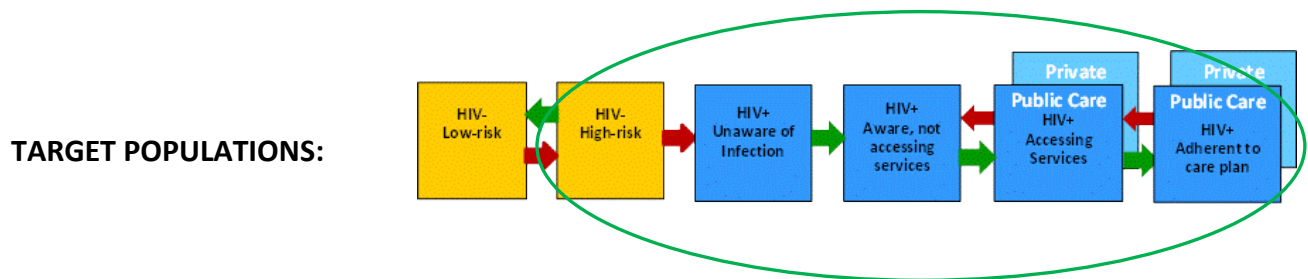 TARGET POPULATIONS:
HIV-
Low-risk
HIV-
High-risk
HIV+
Unaware of
Infection
HIV+
Aware, not
accessing
services
Private
Public Care
HIV+
Accessing
Services
Private
Public Care
HIV+
Adherent to
care plan